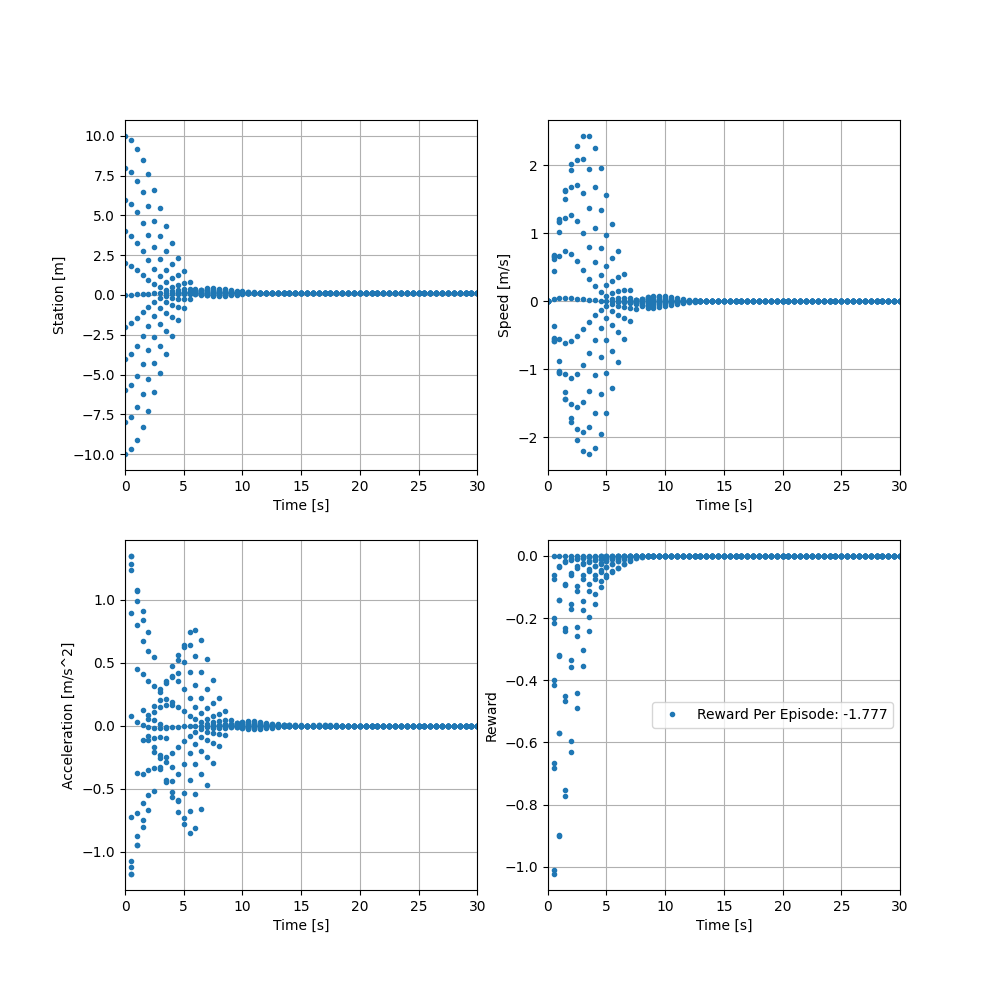 10.0
7.5
5.0
2.5
0.0
−2.5
−5.0
−7.5
−10.0
Station [m]
0 5 10 15 20 25 30
Time [s]
2
1
0
−1
−2
Speed [m/s]
0 5 10 15 20 25 30
Time [s]
1.0
0.5
0.0
−0.5
−1.0
Acceleration [m/s^2]
0 5 10 15 20 25 30
Time [s]
0.0
−0.2
−0.4
−0.6
−0.8
−1.0
Reward
Reward Per Episode: -1.777
0 5 10 15 20 25 30
Time [s]